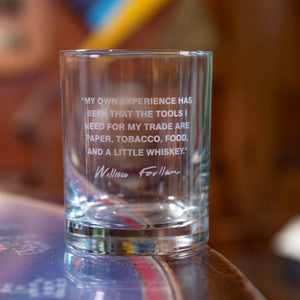 “MY OWN EXPERIENCE HAS
BEEN THAT THE TOOLS I
NEED FOR MY TRADE ARE
PAPER, TOBACCO, FOOD,
AND A LITTLE WHISKEY.”
William Faulkner